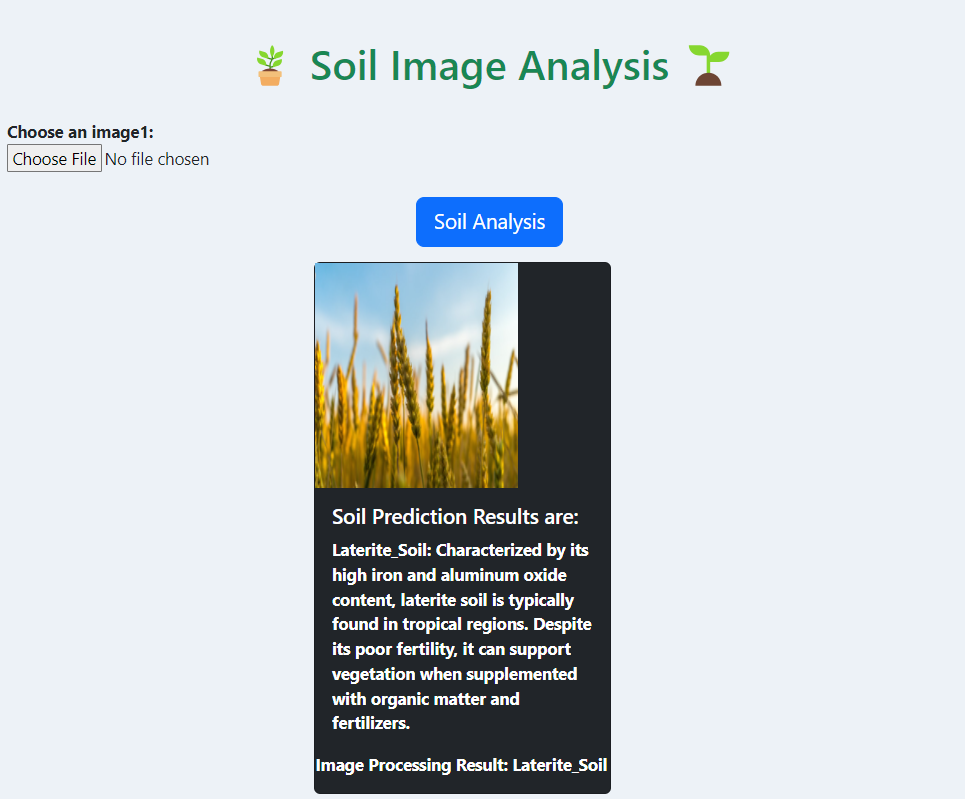 Soil Image Analysis
Choose an image1:
Choose File No file chosen
Soil Analysis
Soil Prediction Results are:
Laterite_Soil: Characterized by its
high iron and aluminum oxide
content, laterite soil is typically
found in tropical regions. Despite
its poor fertility, it can support
vegetation when supplemented
with organic matter and
fertilizers.
Image Processing Result: Laterite_Soil